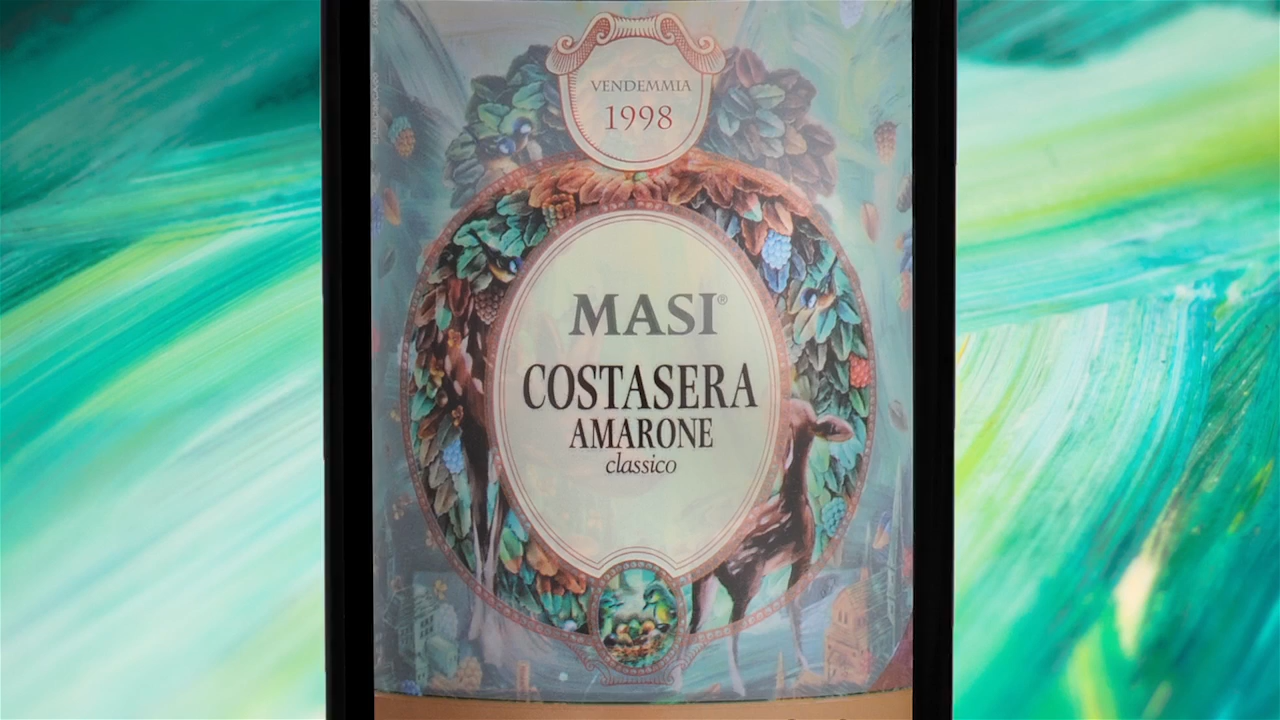 VENDEMMIA
1998
MASI®
COSTASERA
AMARONE
classico